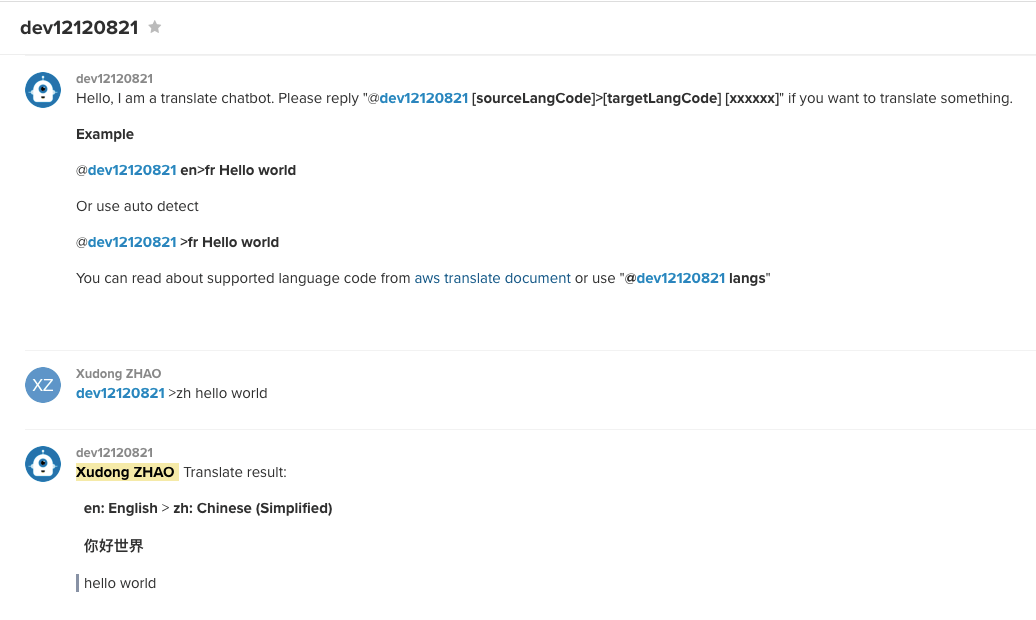 dev12120821
dev12120821
Hello, I am a translate chatbot. Please reply "@dev12120821 [sourceLangCode]>[targetLangCode] [xxxxxx]" if you want to translate something.
Example
@dev12120821 en>fr Hello world
Or use auto detect
@dev12120821 >fr Hello world
You can read about supported language code from aws translate document or use "@dev12120821 langs"
XZ
Xudong ZHAO
dev12120821 >zh hello world
dev12120821
Xudong ZHAO Translate result:
en: English > zh: Chinese (Simplified)
你好世界
hello world